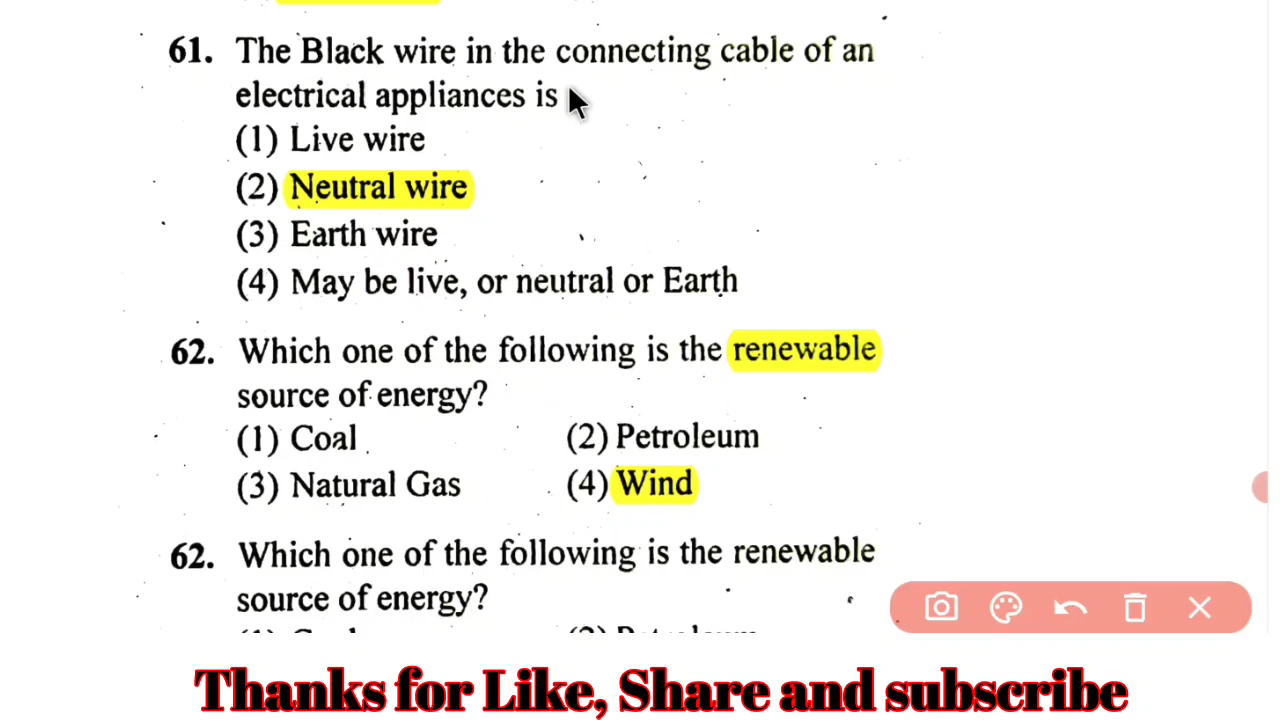 61. The Black wire in the connecting cable of an
electrical appliances is
(1) Live wire
(2) Neutral wire
(3) Earth wire
(4) May be live, or neutral or Earth
62. Which one of the following is the renewable
source of energy?
(1) Coal (2) Petroleum
(3) Natural Gas (4) Wind
62. Which one of the following is the renewable
source of energy?
Thanks for Like, Share and subscribe